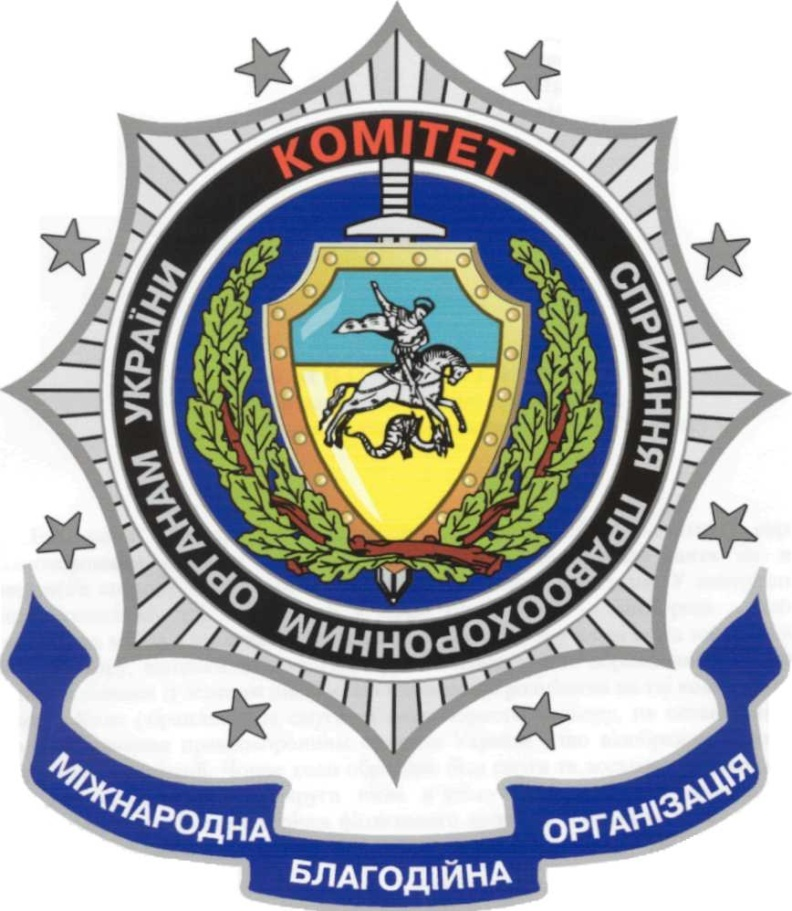 КОМІТЕТ
СПРИЯННЯ ПРАВООХОРОННИМ ОРГАНАМ УКРАЇНИ
МІЖНАРОДНА
БЛАГОДІЙНА
ОРГАНІЗАЦІЯ